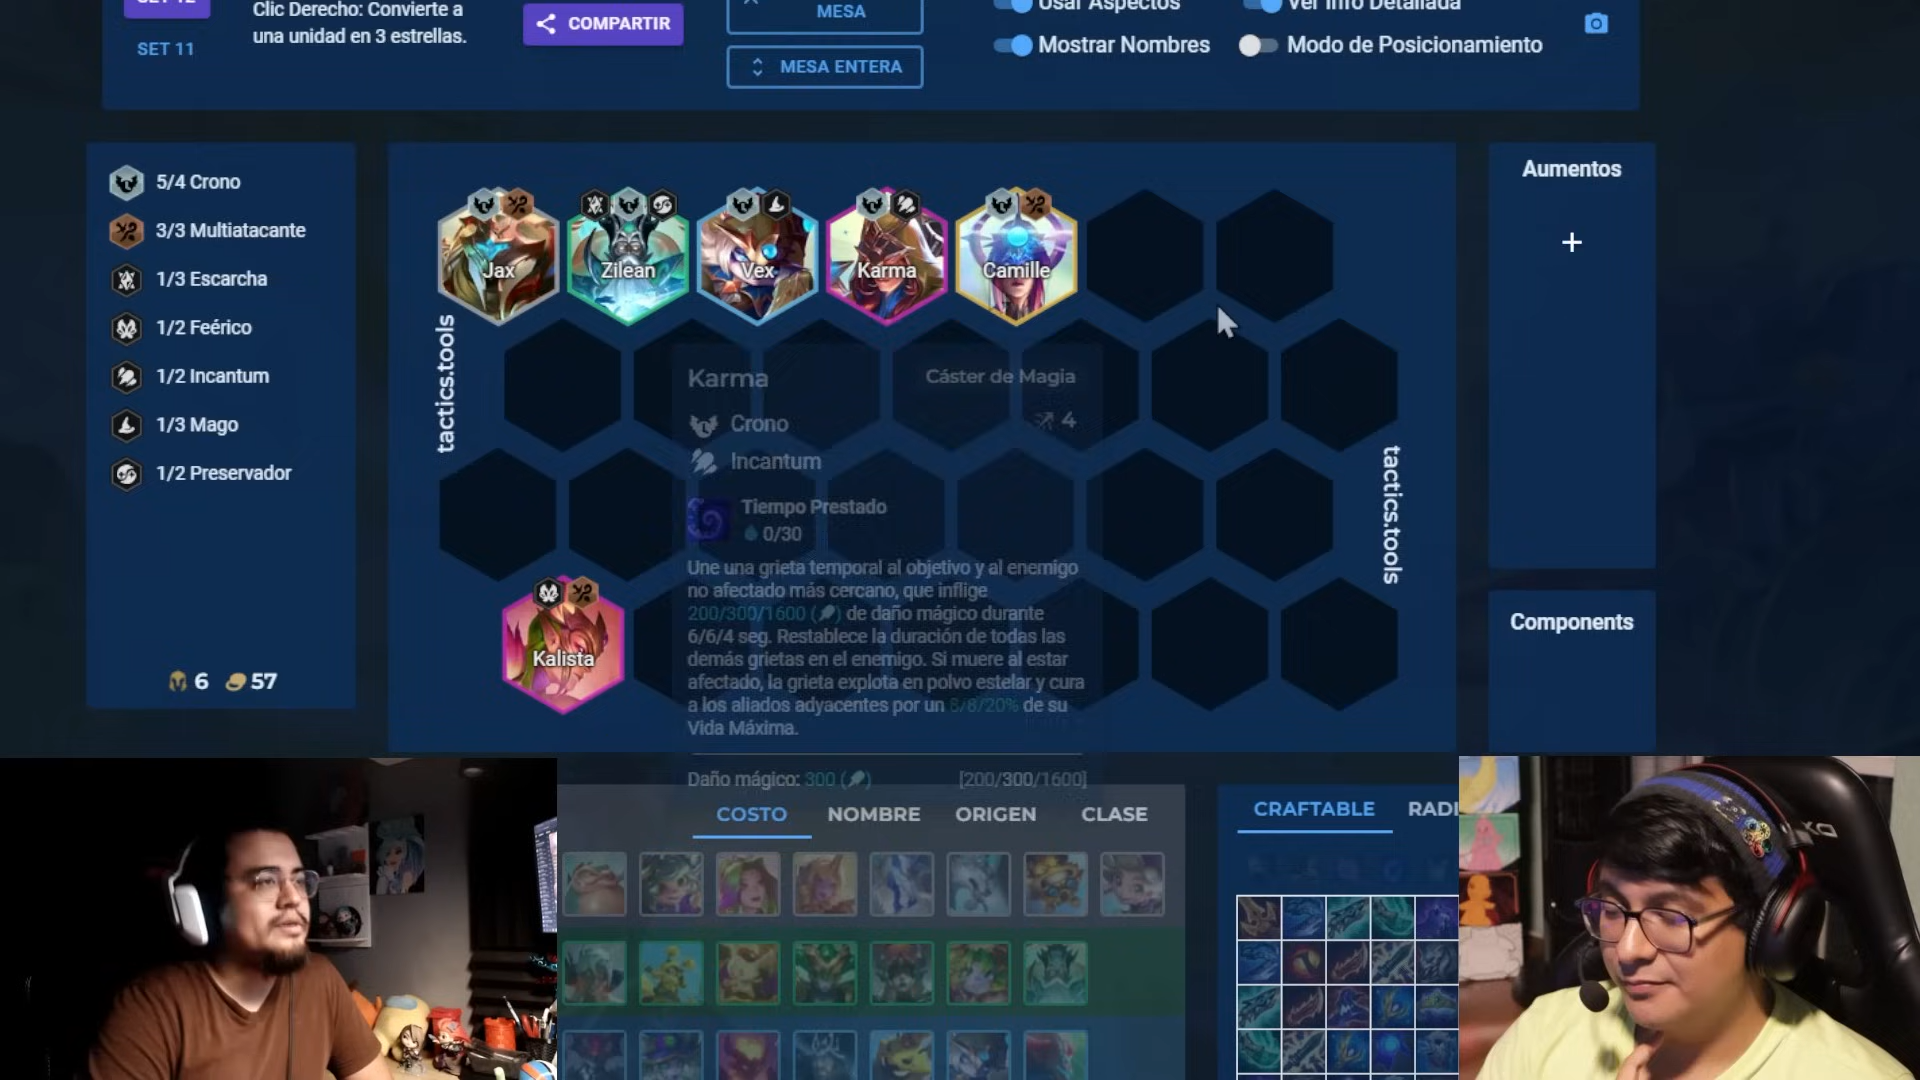 SET 11
Clic Derecho: Convierte a
una unidad en 3 estrellas.
COMPARTIR
MESA
MESA ENTERA
Usar Aspectos
Ver Info Detallada
Mostrar Nombres
Modo de Posicionamiento
5/4 Crono
3/3 Multiatacante
1/3 Escarcha
1/2 Feérico
1/2 Incantum
1/3 Mago
1/2 Preservador
6
57
Jax
Zilean
Vex
Karma
Camille
Kalista
tactics.tools
tactics.tools
Karma
Cáster de Magia
Crono
4
Incantum
Tiempo Prestado
0/30
Une una grieta temporal al objetivo y al enemigo
no afectado más cercano, que inflige
200/300/1600 ( ) de daño mágico durante
6/6/4 seg. Restablece la duración de todas las
demás grietas en el enemigo. Si muere al estar
afectado, la grieta explota en polvo estelar y cura
a los aliados adyacentes por un 8/8/20% de su
Vida Máxima.
Daño mágico: 300 ( )
[200/300/1600]
Aumentos
+
Components
COSTO
NOMBRE
ORIGEN
CLASE
CRAFTABLE